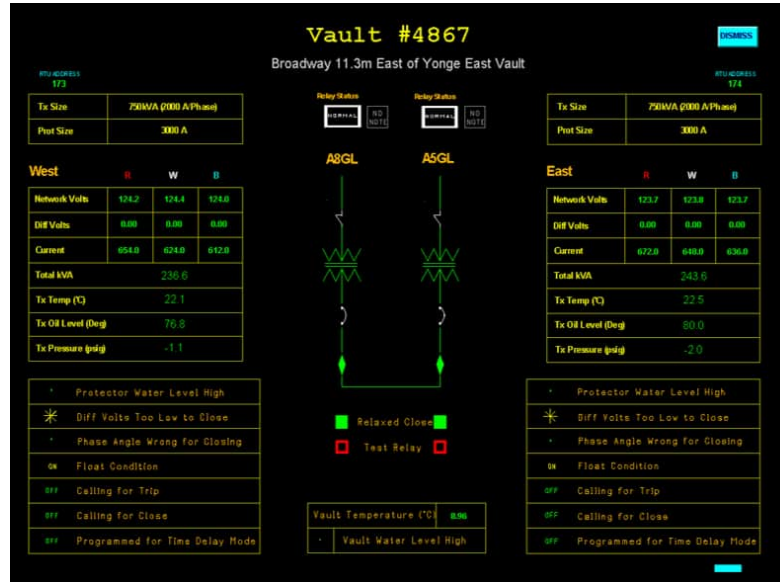 Vault #4867
DISMISS
Broadway 11.3m East of Yonge East Vault
RTU ADDRESS
173
RTU ADDRESS
174
Tx Size 750kVA (2000 A/Phase)
Prot Size 3000 A
Relay Status
NORMAL
NO NOTE
Relay Status
NORMAL
NO NOTE
Tx Size 750kVA (2000 A/Phase)
Prot Size 3000 A
A8GL
A5GL
West R W B
Network Volts 124.2 124.4 124.0
Diff Volts 0.00 0.00 0.00
Current 654.0 624.0 612.0
Total kVA 236.6
Tx Temp (°C) 22.1
Tx Oil Level (Deg) 76.8
Tx Pressure (psig) -1.1
East R W B
Network Volts 123.7 123.8 123.7
Diff Volts 0.00 0.00 0.00
Current 672.0 648.0 636.0
Total kVA 243.6
Tx Temp (°C) 22.5
Tx Oil Level (Deg) 80.0
Tx Pressure (psig) -2.0
Protector Water Level High
Diff Volts Too Low to Close
Phase Angle Wrong for Closing
ON Float Condition
OFF Calling for Trip
OFF Calling for Close
OFF Programmed for Time Delay Mode
Relaxed Close
Test Relay
Vault Temperature (°C) 8.96
Vault Water Level High
Protector Water Level High
Diff Volts Too Low to Close
Phase Angle Wrong for Closing
ON Float Condition
OFF Calling for Trip
OFF Calling for Close
OFF Programmed for Time Delay Mode